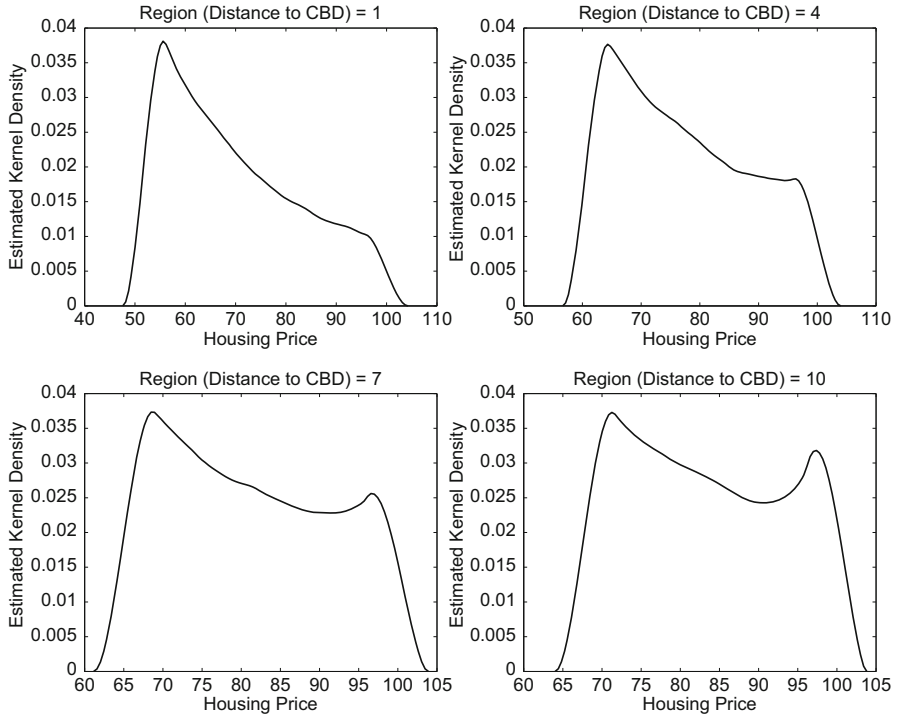 Region (Distance to CBD) = 1
Estimated Kernel Density
0.04
0.035
0.03
0.025
0.02
0.015
0.01
0.005
0
40 50 60 70 80 90 100 110
Housing Price
Region (Distance to CBD) = 4
Estimated Kernel Density
0.04
0.035
0.03
0.025
0.02
0.015
0.01
0.005
0
50 60 70 80 90 100 110
Housing Price
Region (Distance to CBD) = 7
Estimated Kernel Density
0.04
0.035
0.03
0.025
0.02
0.015
0.01
0.005
0
60 65 70 75 80 85 90 95 100 105
Housing Price
Region (Distance to CBD) = 10
Estimated Kernel Density
0.04
0.035
0.03
0.025
0.02
0.015
0.01
0.005
0
60 65 70 75 80 85 90 95 100 105
Housing Price